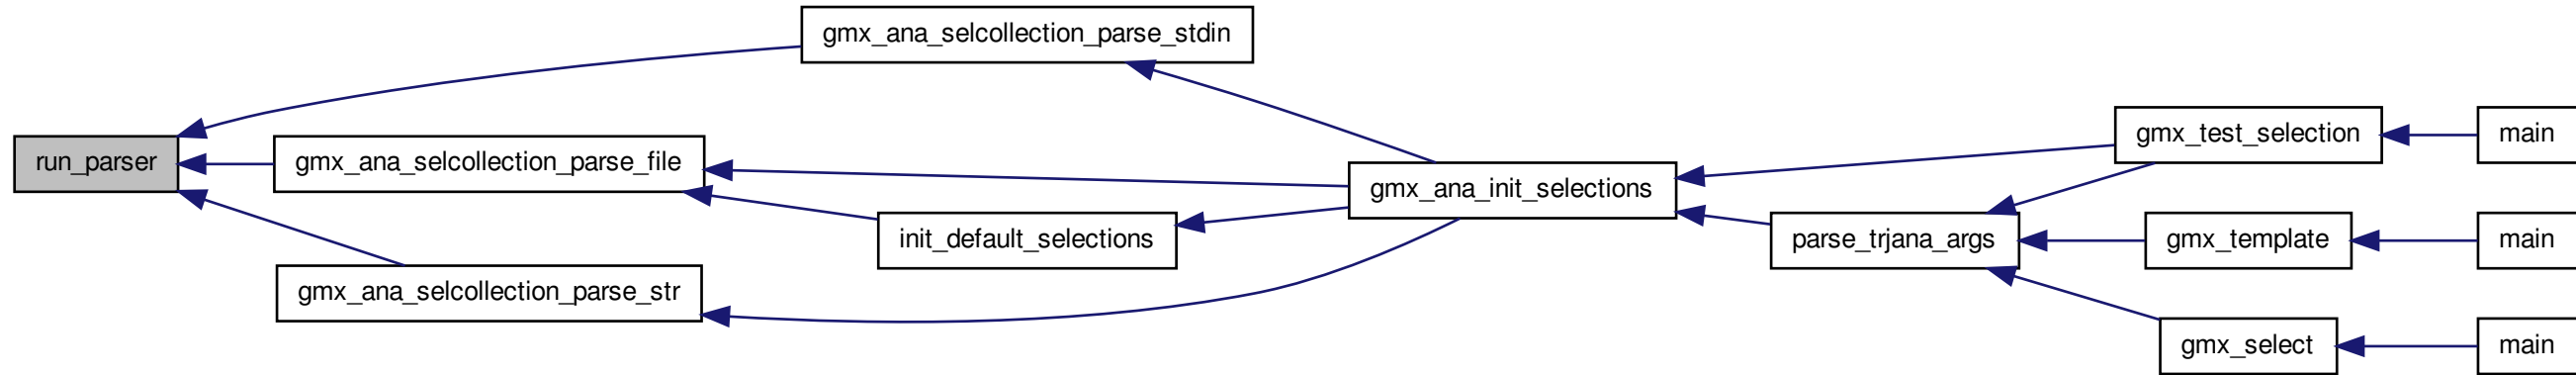 gmx_ana_selcollection_parse_stdin
run_parser
gmx_ana_selcollection_parse_file
gmx_ana_selcollection_parse_str
init_default_selections
gmx_ana_init_selections
parse_trjana_args
gmx_test_selection
main
gmx_template
main
gmx_select
main